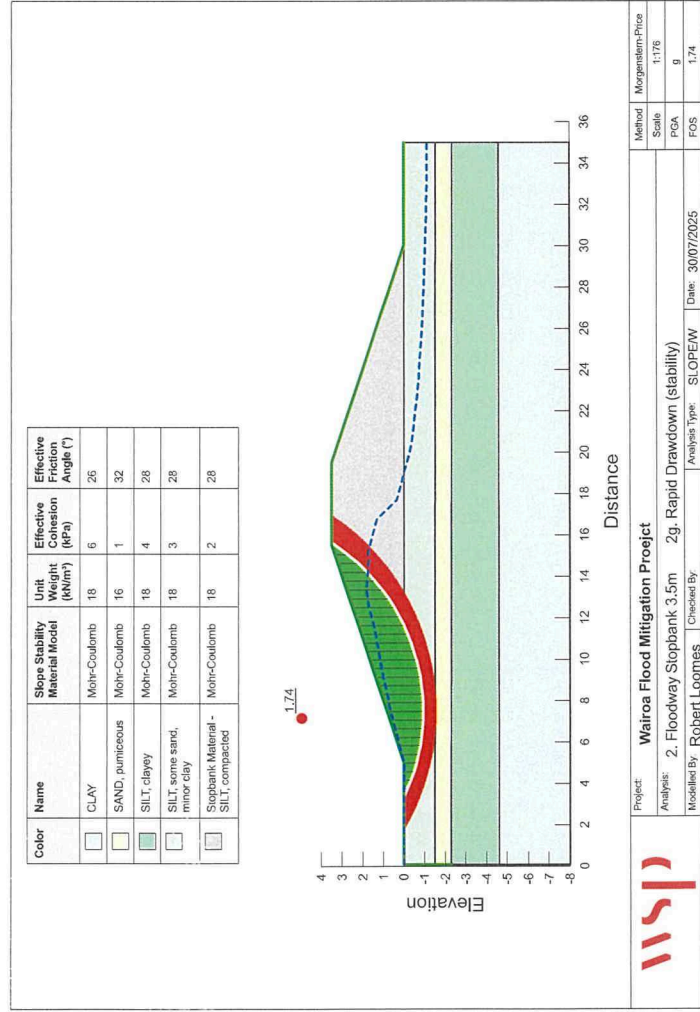 Color Name Slope Stability Material Model Unit Weight (kN/m³) Effective Cohesion (kPa) Effective Friction Angle (°)
CLAY Mohr-Coulomb 18 6 26
SAND, pumiceous Mohr-Coulomb 16 1 32
SILT, clayey Mohr-Coulomb 18 4 28
SILT, some sand, minor clay Mohr-Coulomb 18 3 28
Stopbank Material - SILT, compacted Mohr-Coulomb 18 2 28
1.74
Elevation
4
3
2
1
0
-1
-2
-3
-4
-5
-6
-7
-8
0 2 4 6 8 10 12 14 16 18 20 22 24 26 28 30 32 34 36
Distance
wsp
Project: Wairoa Flood Mitigation Proejct
Analysis: 2. Floodway Stopbank 3.5m 2g. Rapid Drawdown (stability)
Modelled By: Robert Loomes Checked By: Analysis Type: SLOPE/W Date: 30/07/2025
Method Morgenstern-Price
Scale 1:176
PGA g
FOS 1.74